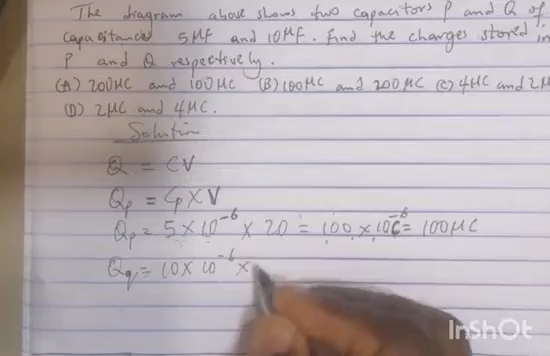 The diagram above shows two capacitors P and Q of
Capacitances 5μF and 10μF. Find the charges stored in
P and Q respectively.
(A) 200μC and 100μC (B) 100μC and 200μC (C) 4μC and 2μ
(D) 2μC and 4μC.
Solution
Q = CV
Qp = Cp × V
Qp = 5 × 10⁻⁶ × 20 = 100 × 10⁻⁶C = 100μC
Qq = 10 × 10⁻⁶ ×
InShOt